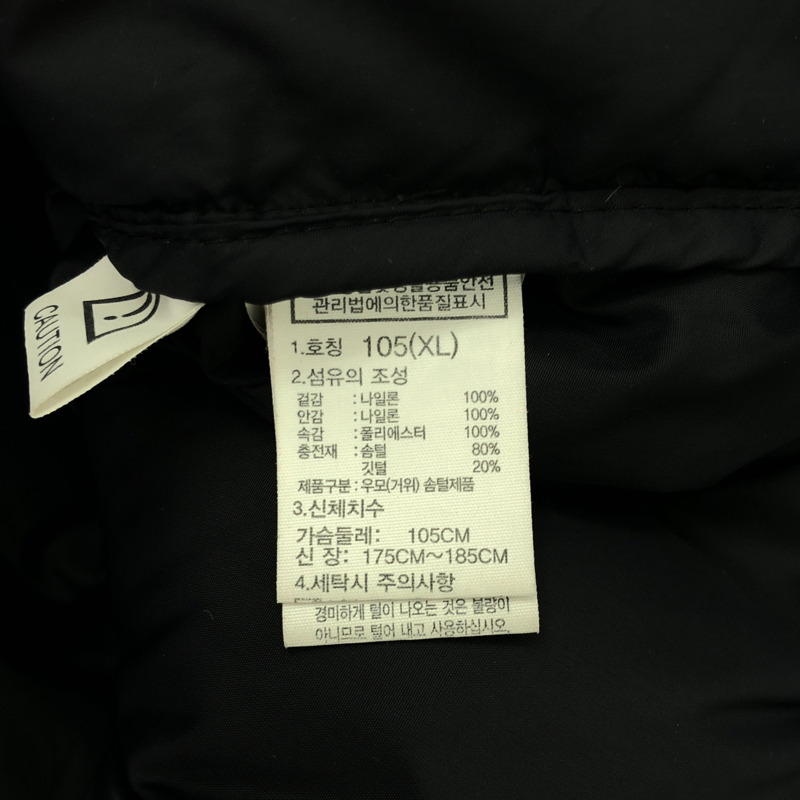 CAUTION
관리법에의한품질표시
1.호칭 105(XL)
2.섬유의 조성
겉감 : 나일론 100%
안감 : 나일론 100%
속감 : 폴리에스터 100%
충전재 : 솜털 80%
깃털 20%
제품구분 : 우모(거위) 솜털제품
3.신체치수
가슴둘레: 105CM
신 장: 175CM~185CM
4.세탁시 주의사항
경미하게 털이 나오는 것은 불량이
아니므로 털어 내고 사용하십시오.